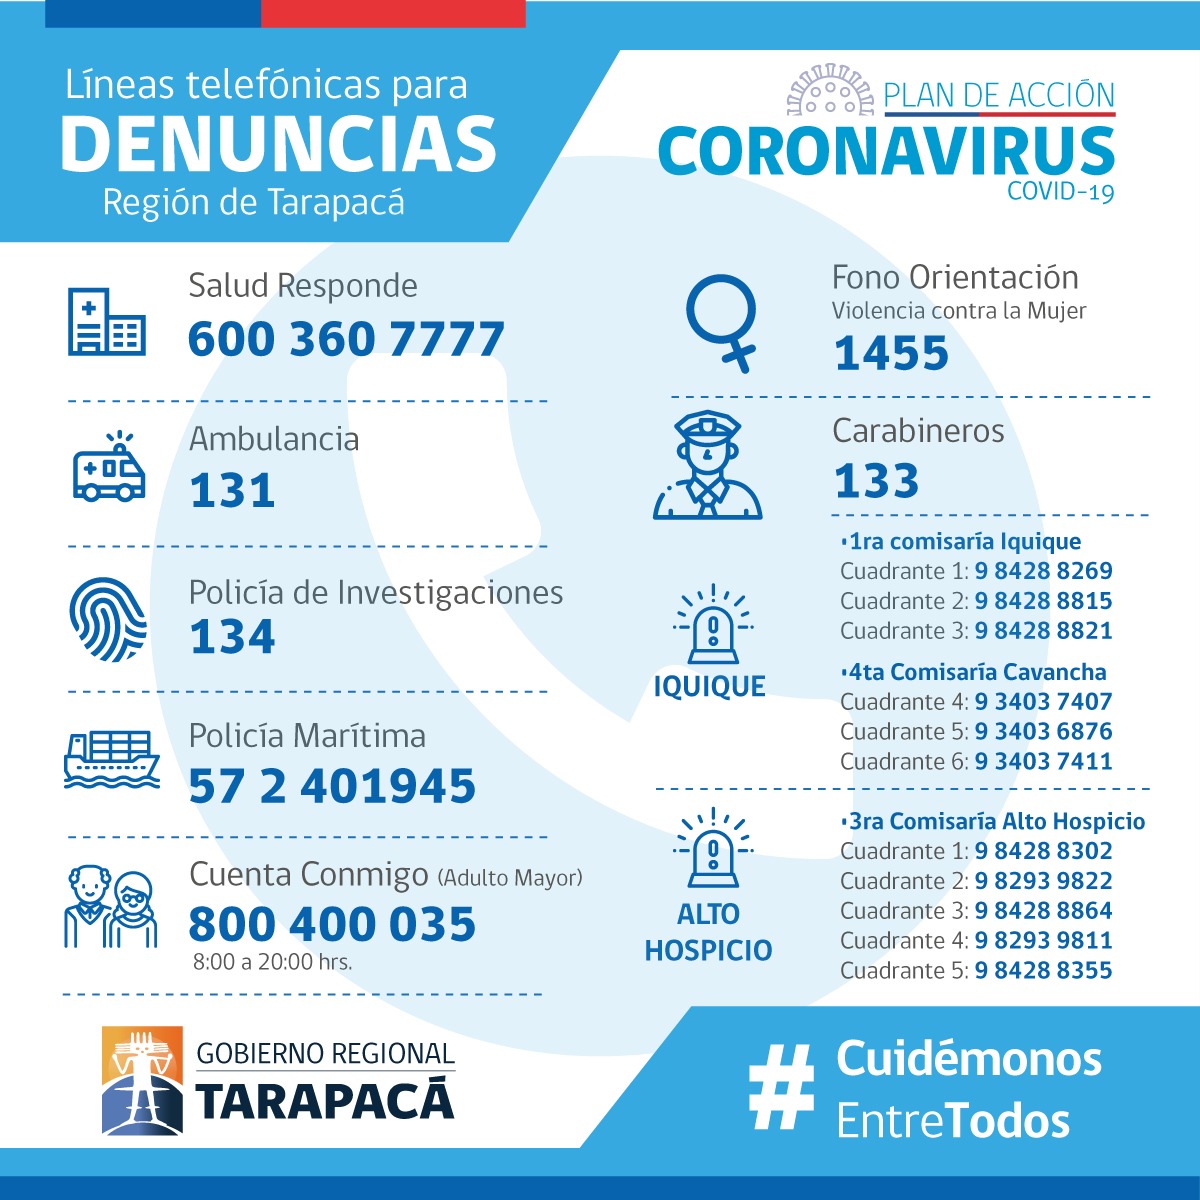 Líneas telefónicas para
DENUNCIAS
Región de Tarapacá
PLAN DE ACCIÓN
CORONAVIRUS
COVID-19
Salud Responde
600 360 7777
Ambulancia
131
Policía de Investigaciones
134
Policía Marítima
57 2 401945
Cuenta Conmigo (Adulto Mayor)
800 400 035
8:00 a 20:00 hrs.
Fono Orientación
Violencia contra la Mujer
1455
Carabineros
133
IQUIQUE
·1ra comisaría Iquique
Cuadrante 1: 9 8428 8269
Cuadrante 2: 9 8428 8815
Cuadrante 3: 9 8428 8821
·4ta Comisaría Cavancha
Cuadrante 4: 9 3403 7407
Cuadrante 5: 9 3403 6876
Cuadrante 6: 9 3403 7411
ALTO
HOSPICIO
·3ra Comisaría Alto Hospicio
Cuadrante 1: 9 8428 8302
Cuadrante 2: 9 8293 9822
Cuadrante 3: 9 8428 8864
Cuadrante 4: 9 8293 9811
Cuadrante 5: 9 8428 8355
GOBIERNO REGIONAL
TARAPACÁ
# Cuidémonos
EntreTodos